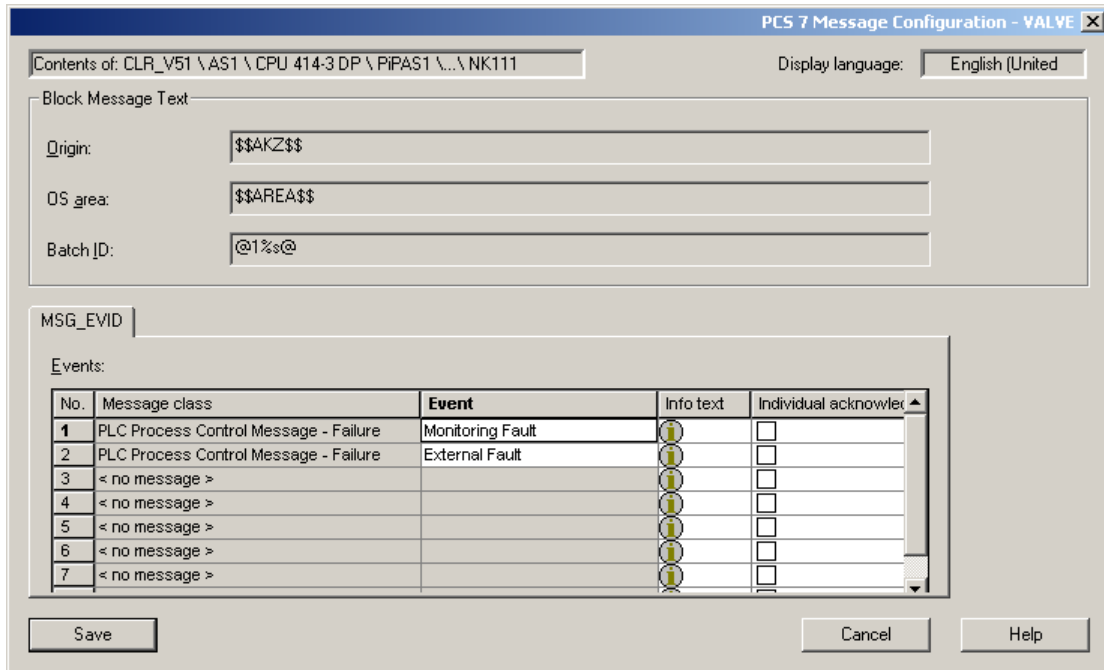 PCS 7 Message Configuration - VALVE
Contents of: CLR_V51 \ AS1 \ CPU 414-3 DP \ PiPAS1 \...\ NK111 Display language: English (United
Block Message Text
Origin: $$AKZ$$
OS area: $$AREA$$
Batch ID: @1%s@
MSG_EVID
Events:
No. Message class Event Info text Individual acknowled
1 PLC Process Control Message - Failure Monitoring Fault
2 PLC Process Control Message - Failure External Fault
3 < no message >
4 < no message >
5 < no message >
6 < no message >
7 < no message >
Save Cancel Help